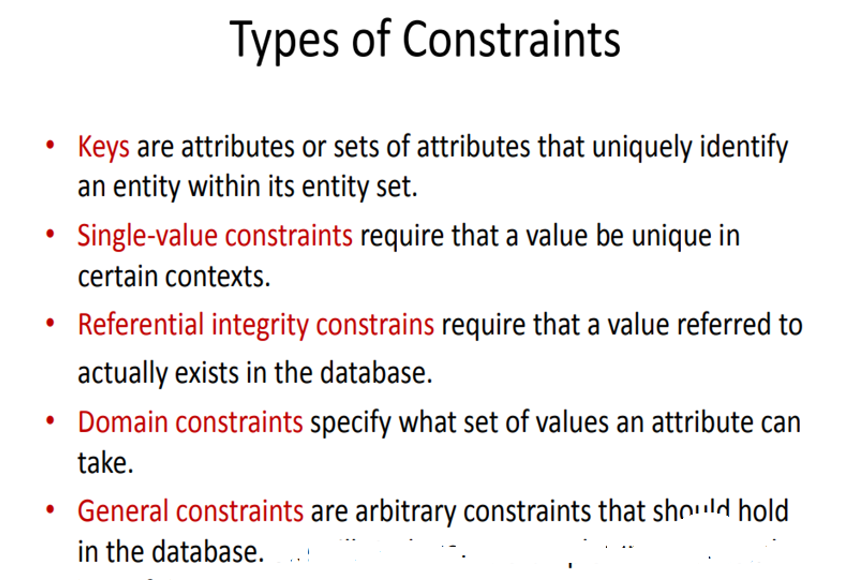 Types of Constraints
• Keys are attributes or sets of attributes that uniquely identify
an entity within its entity set.
• Single-value constraints require that a value be unique in
certain contexts.
• Referential integrity constrains require that a value referred to
actually exists in the database.
• Domain constraints specify what set of values an attribute can
take.
• General constraints are arbitrary constraints that should hold
in the database.